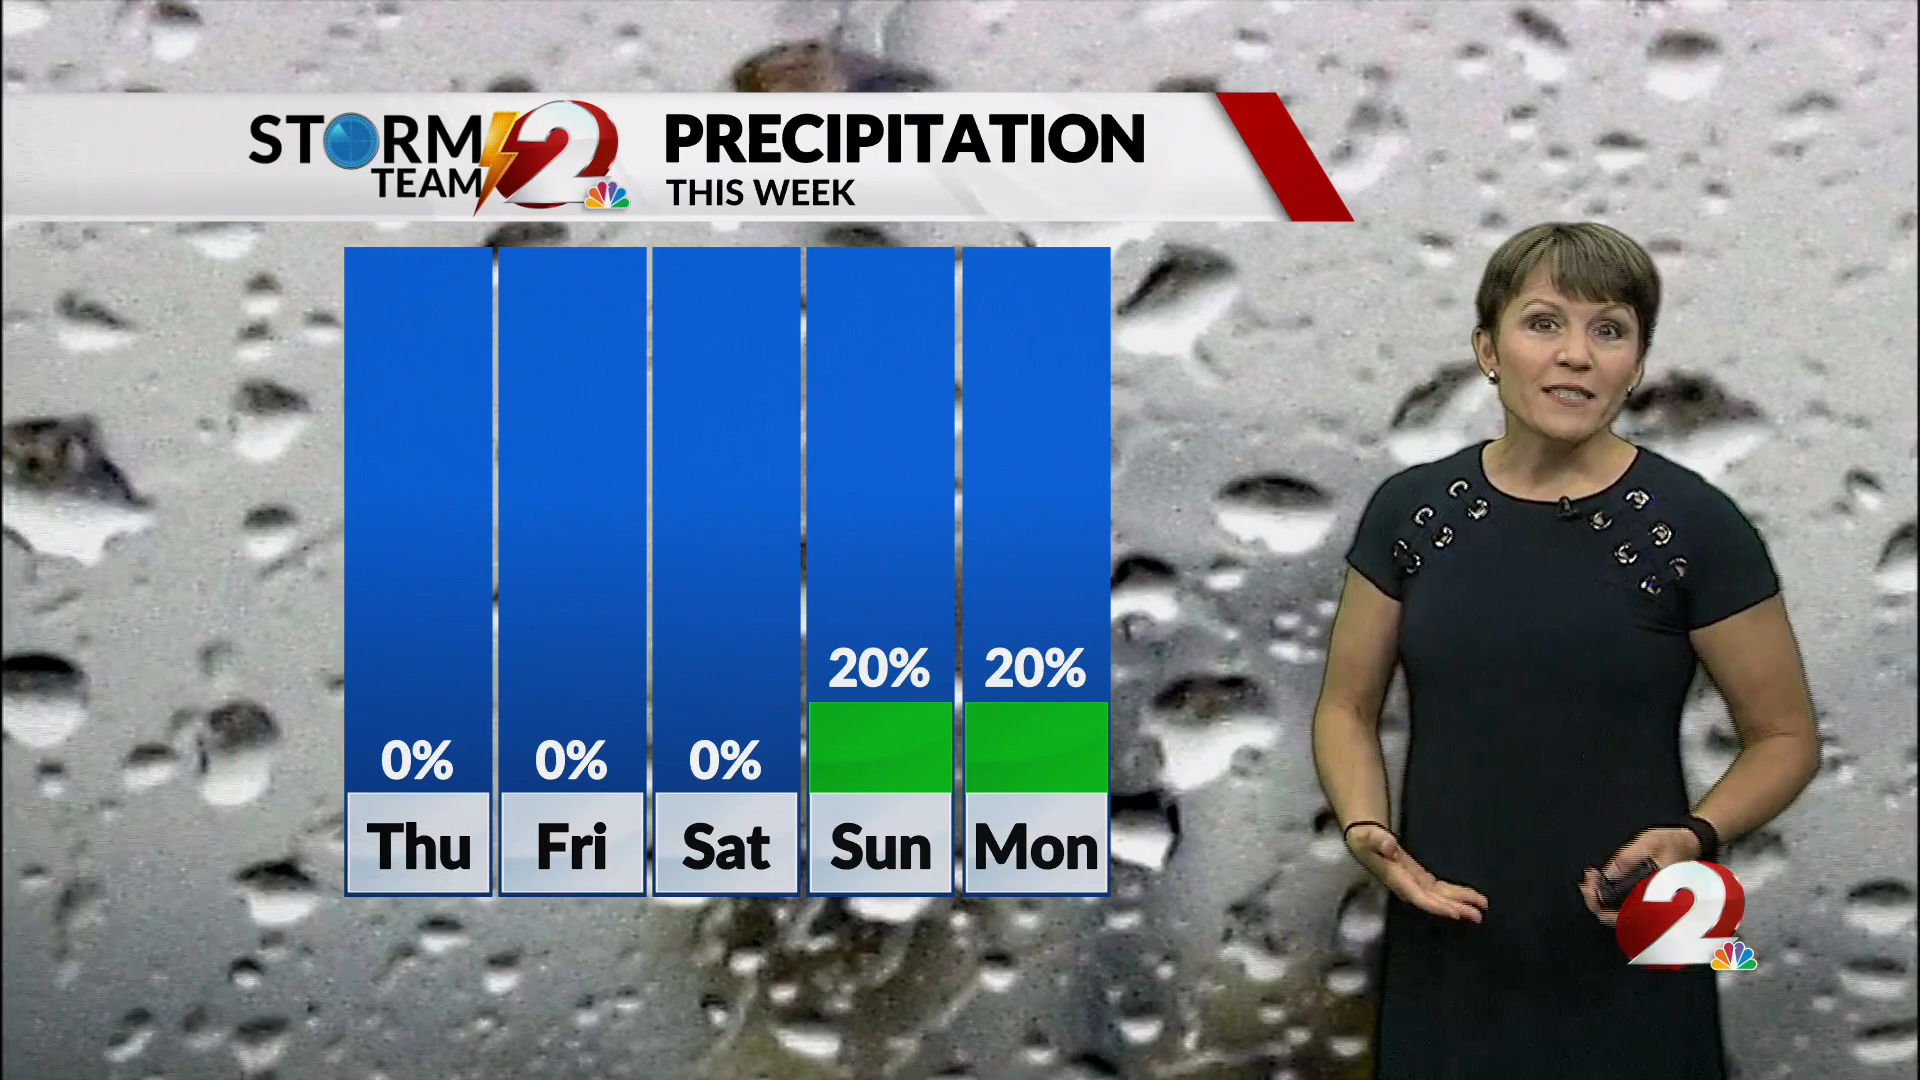 STORM
TEAM
2
PRECIPITATION
THIS WEEK
0% 0% 0% 20% 20%
Thu Fri Sat Sun Mon
2